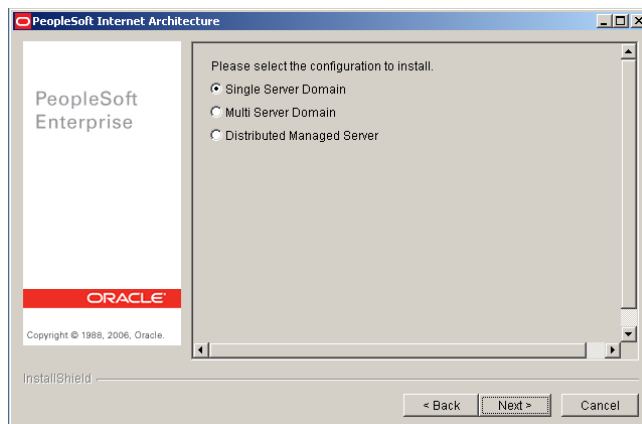 PeopleSoft Internet Architecture
PeopleSoft
Enterprise
ORACLE
Copyright © 1988, 2006, Oracle.
Please select the configuration to install.
Single Server Domain
Multi Server Domain
Distributed Managed Server
InstallShield
< Back
Next >
Cancel